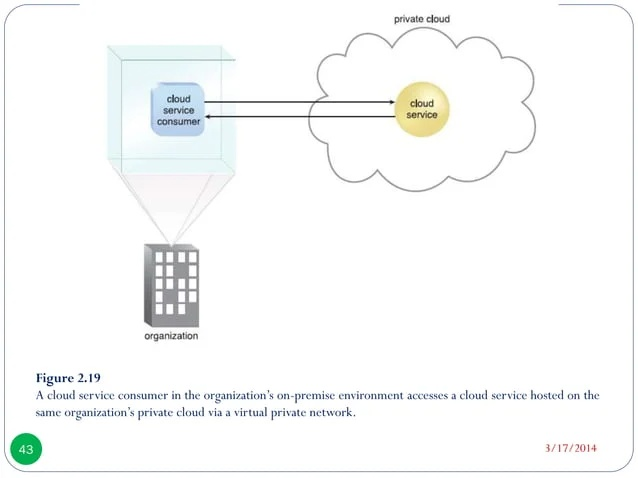 private cloud
cloud
service
consumer
cloud
service
organization
Figure 2.19
A cloud service consumer in the organization's on-premise environment accesses a cloud service hosted on the
same organization's private cloud via a virtual private network.
43
3/17/2014